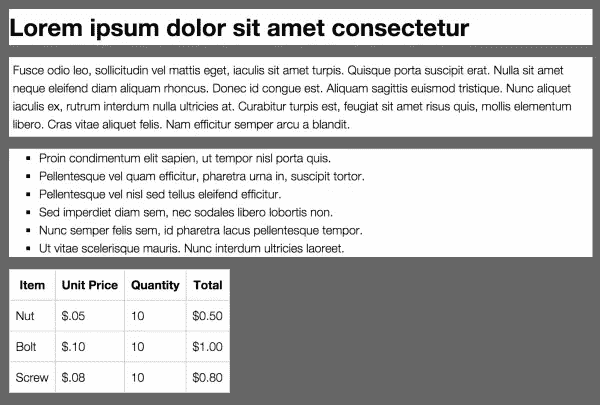 Lorem ipsum dolor sit amet consectetur
Fusce odio leo, sollicitudin vel mattis eget, iaculis sit amet turpis. Quisque porta suscipit erat. Nulla sit amet
neque eleifend diam aliquam rhoncus. Donec id congue est. Aliquam sagittis euismod tristique. Nunc aliquet
iaculis ex, rutrum interdum nulla ultricies at. Curabitur turpis est, feugiat sit amet risus quis, mollis elementum
libero. Cras vitae aliquet felis. Nam efficitur semper arcu a blandit.
▪ Proin condimentum elit sapien, ut tempor nisl porta quis.
▪ Pellentesque vel quam efficitur, pharetra urna in, suscipit tortor.
▪ Pellentesque vel nisl sed tellus eleifend efficitur.
▪ Sed imperdiet diam sem, nec sodales libero lobortis non.
▪ Nunc semper felis sem, id pharetra lacus pellentesque tempor.
▪ Ut vitae scelerisque mauris. Nunc interdum ultricies laoreet.
Item Unit Price Quantity Total
Nut $.05 10 $0.50
Bolt $.10 10 $1.00
Screw $.08 10 $0.80